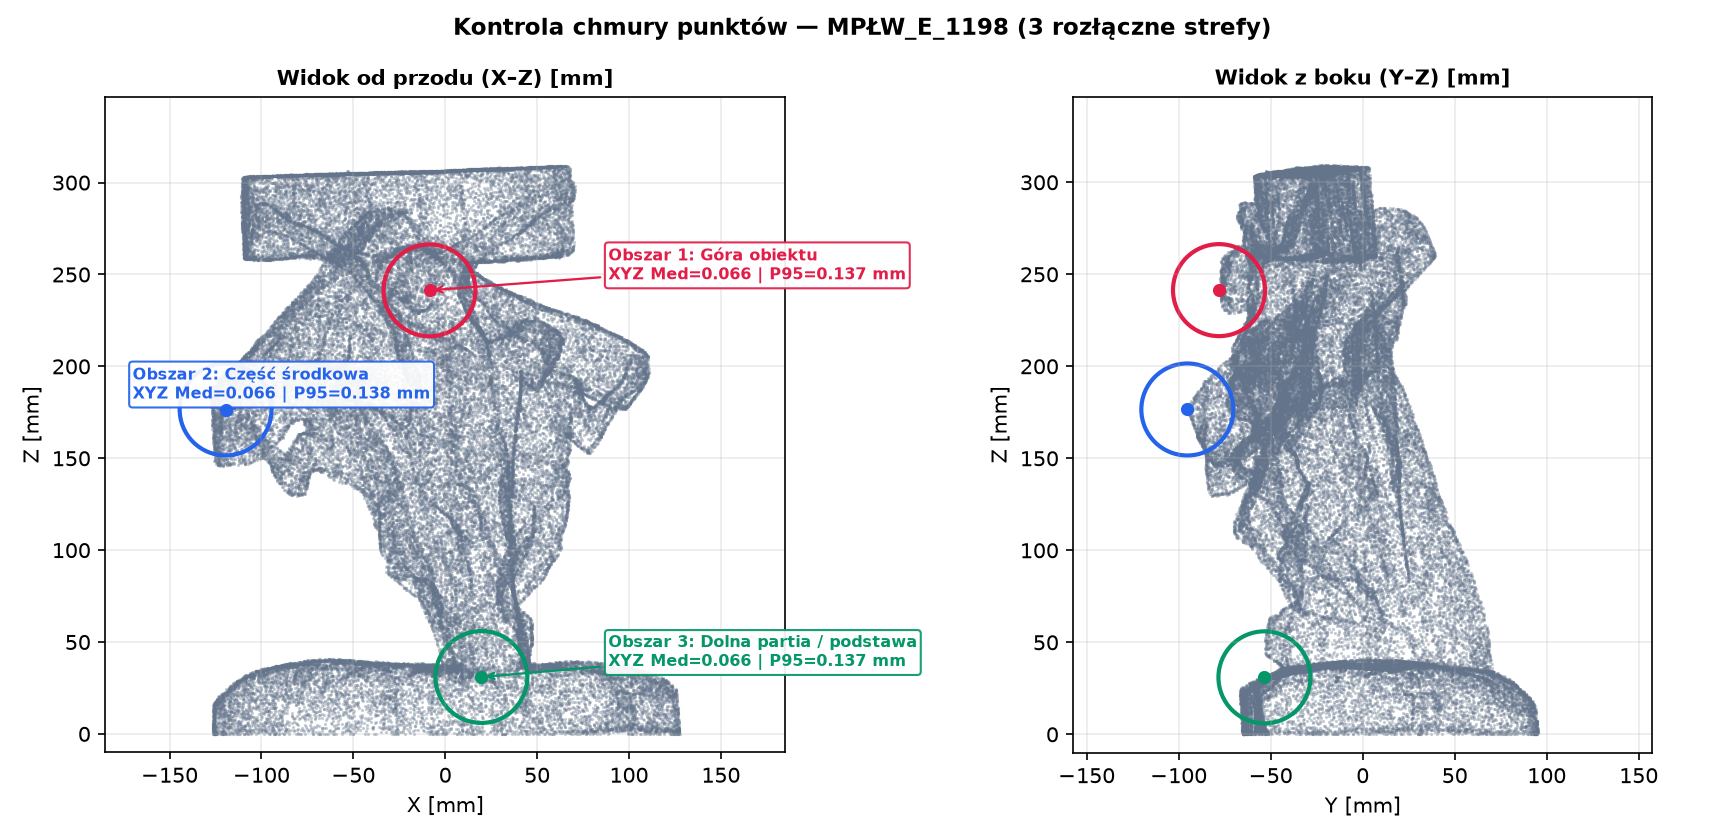 Kontrola chmury punktów — MPŁW_E_1198 (3 rozłączne strefy)
Widok od przodu (X–Z) [mm]
300
250
200
150
100
50
0
Z [mm]
−150 −100 −50 0 50 100 150
X [mm]
Obszar 1: Góra obiektu
XYZ Med=0.066 | P95=0.137 mm
Obszar 2: Część środkowa
XYZ Med=0.066 | P95=0.138 mm
Obszar 3: Dolna partia / podstawa
XYZ Med=0.066 | P95=0.137 mm
Widok z boku (Y–Z) [mm]
300
250
200
150
100
50
0
Z [mm]
−150 −100 −50 0 50 100 150
Y [mm]